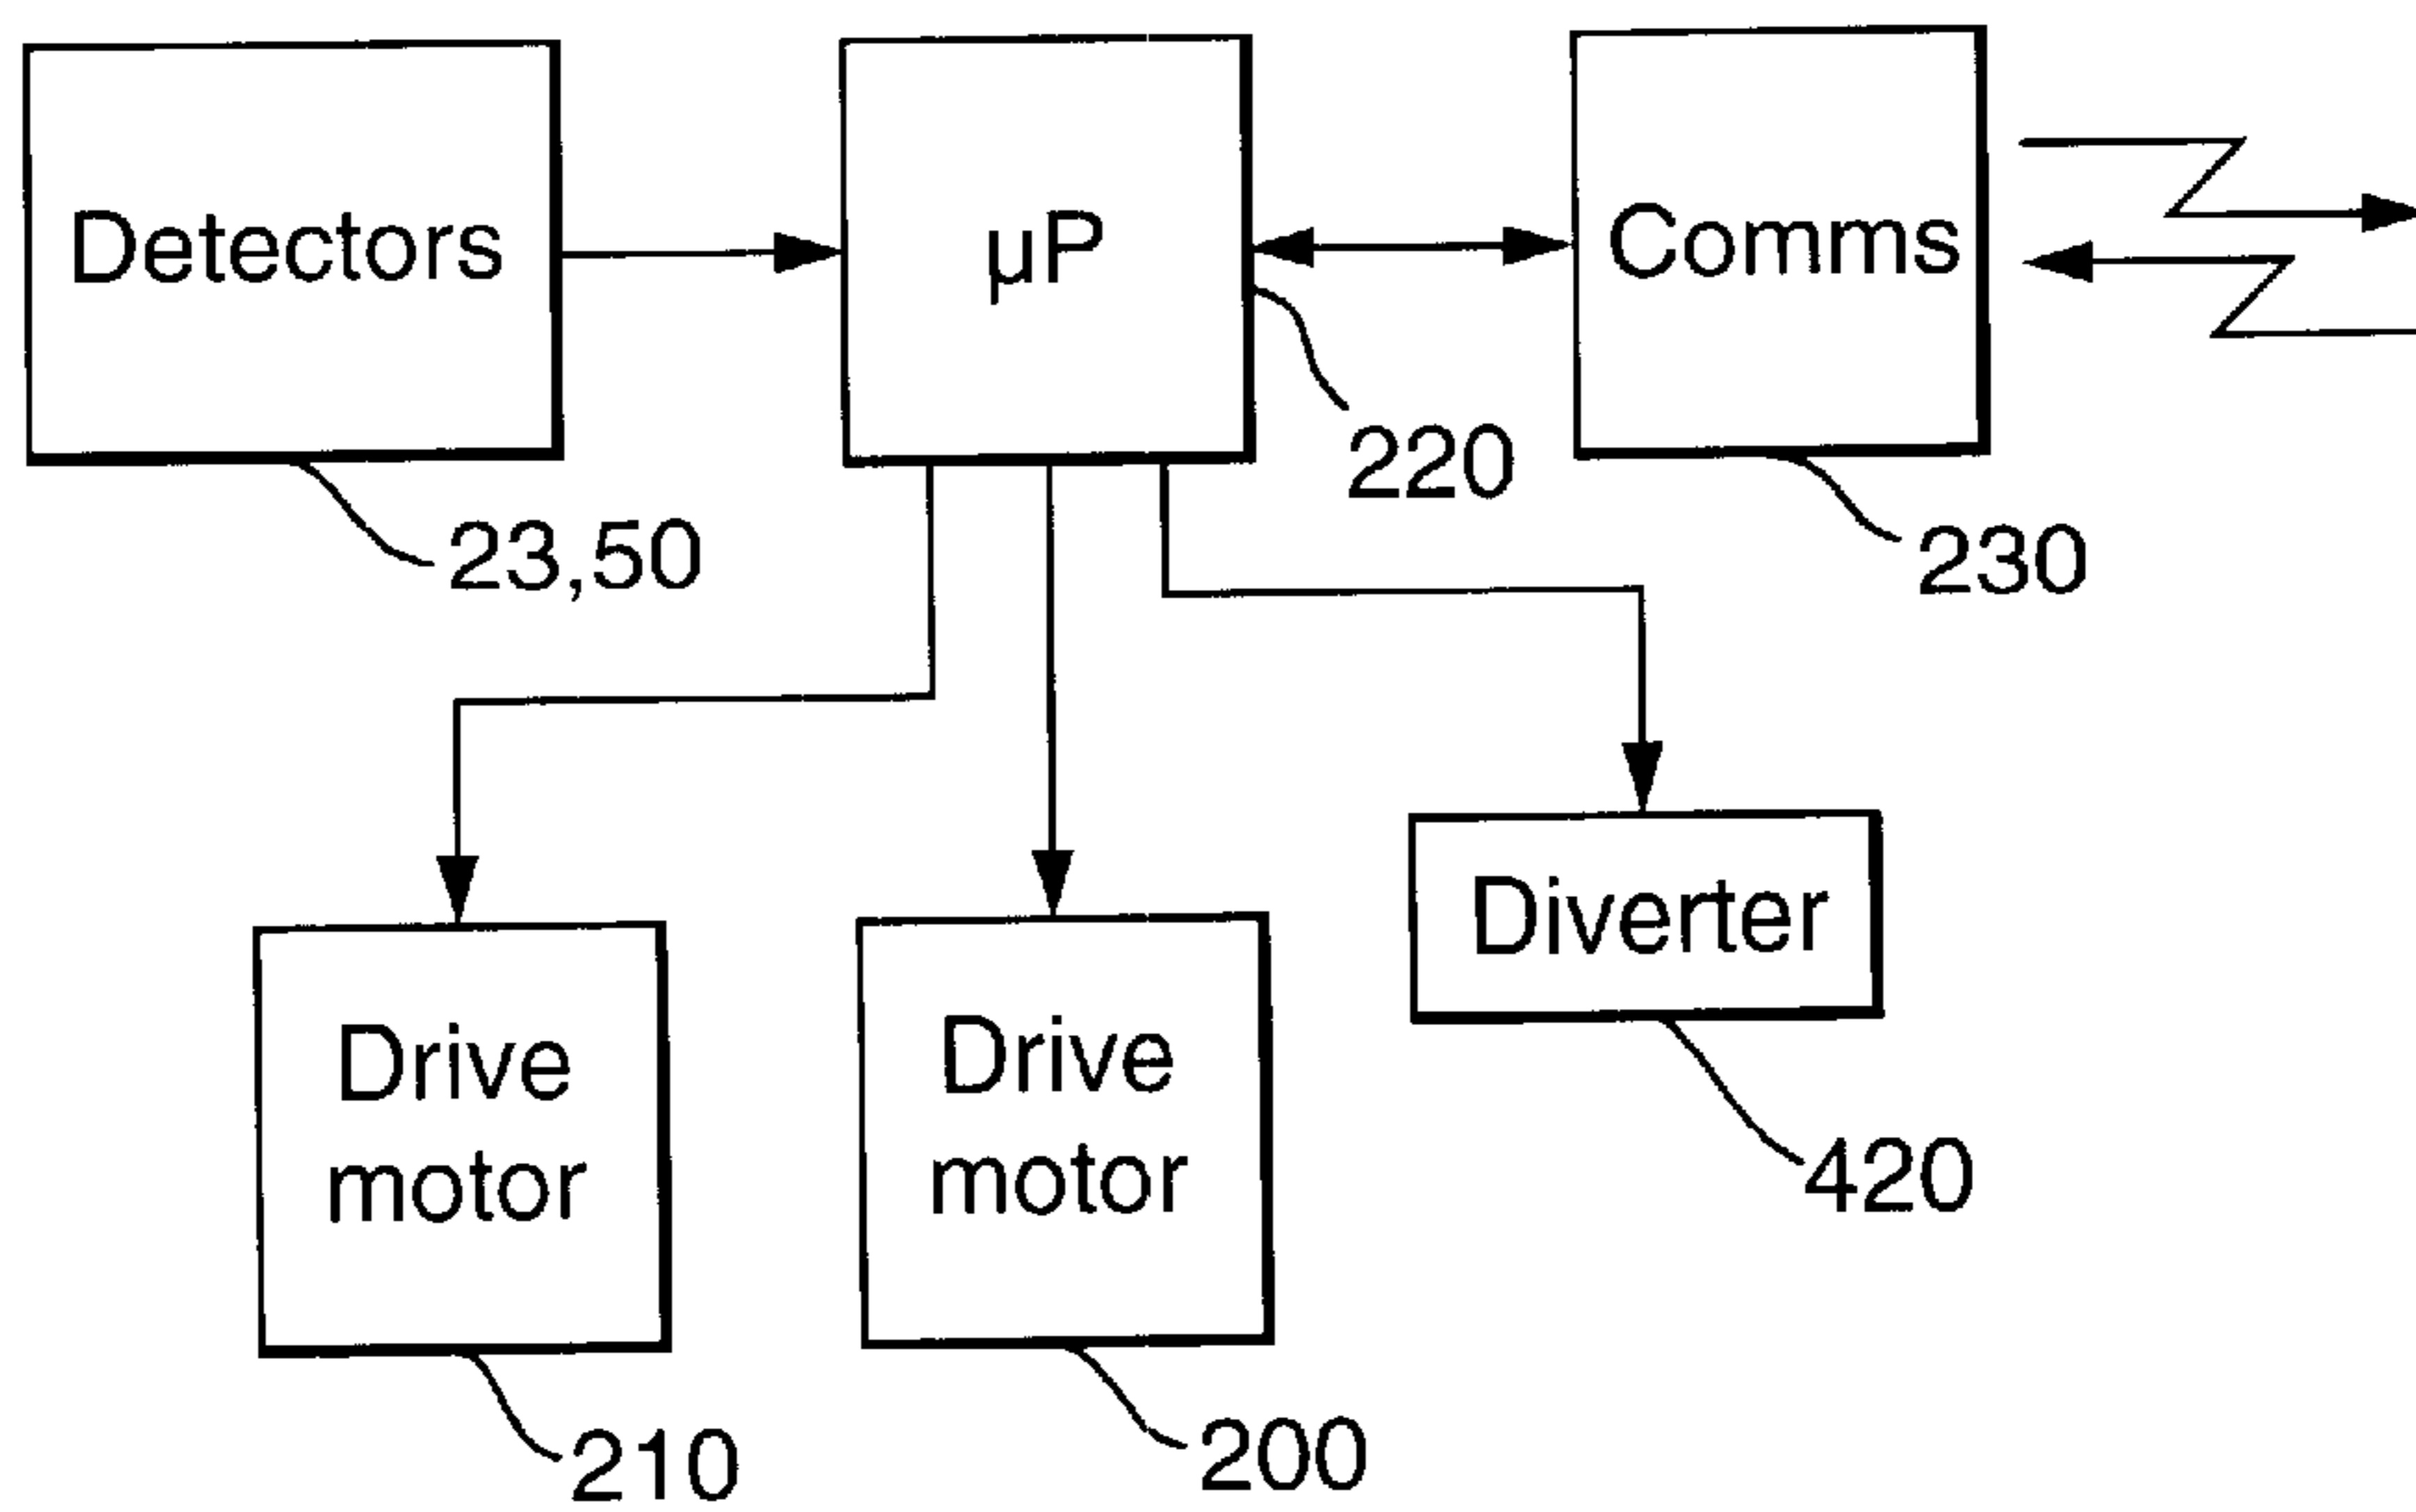 Detectors
µP
Comms
220
23,50
230
Diverter
Drive
motor
Drive
motor
420
210
200